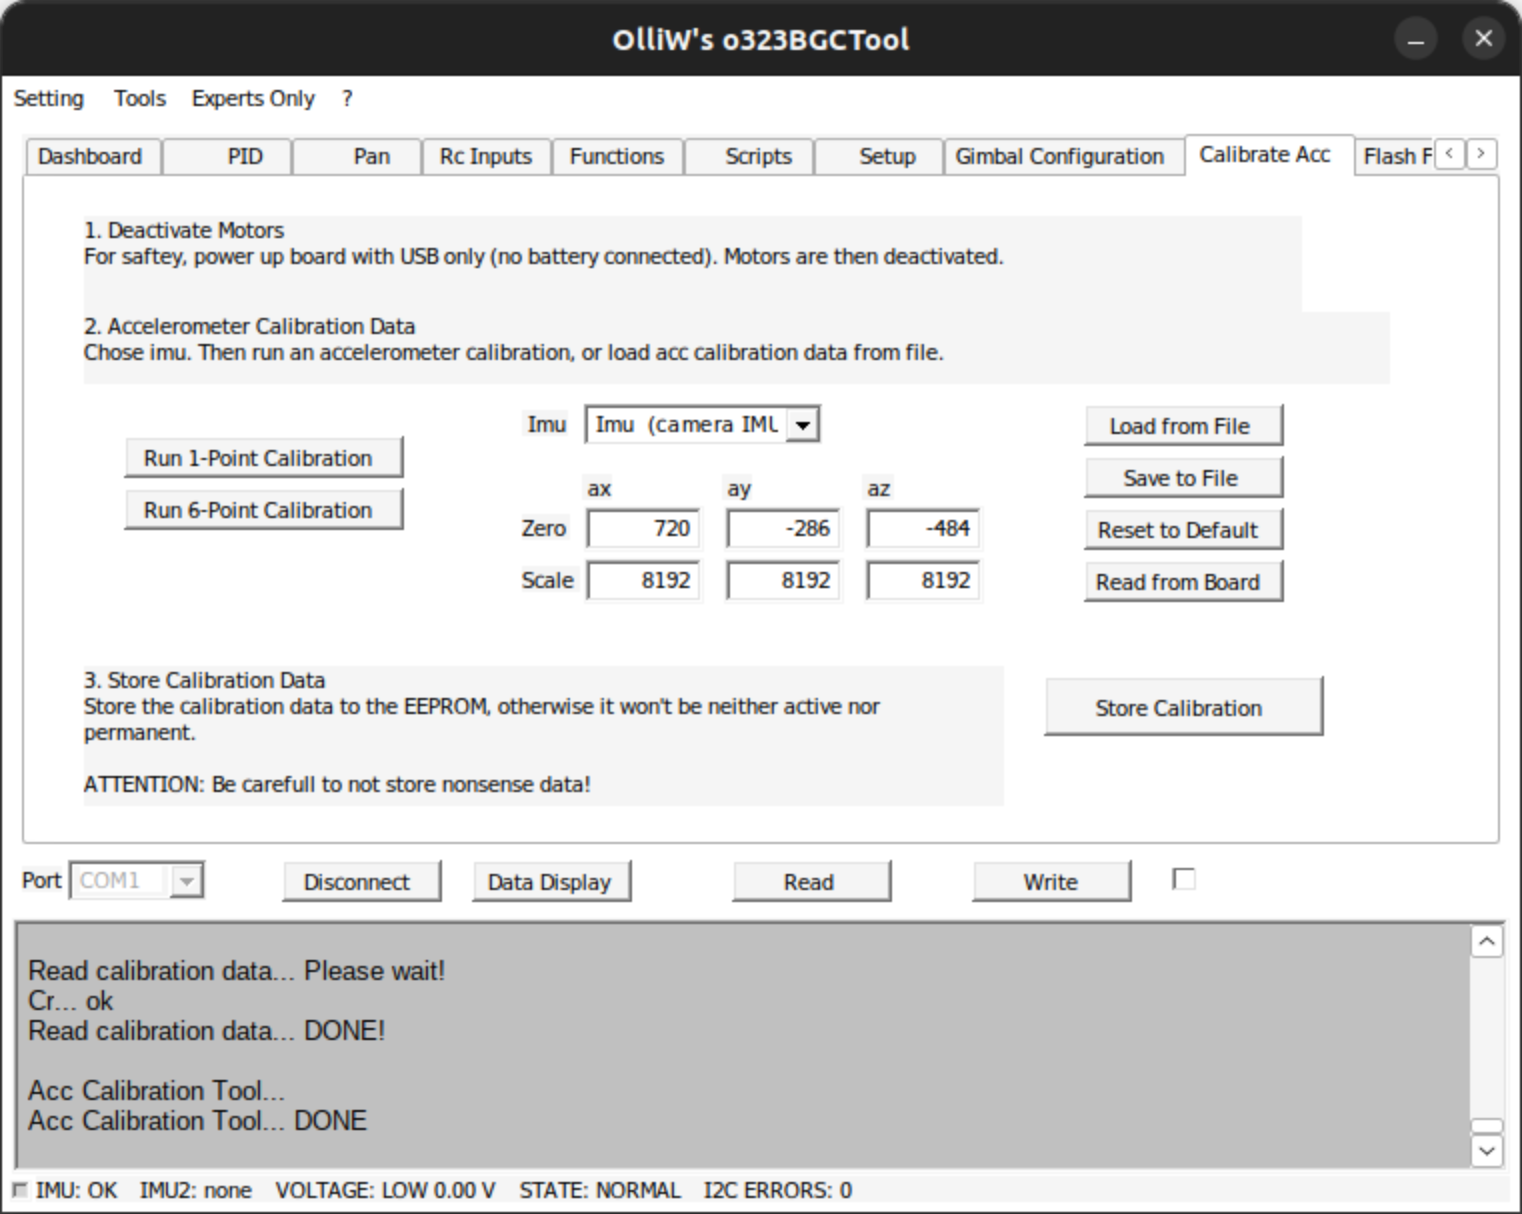 OlliW's o323BGCTool
Setting Tools Experts Only ?
Dashboard PID Pan Rc Inputs Functions Scripts Setup Gimbal Configuration Calibrate Acc Flash F
1. Deactivate Motors
For saftey, power up board with USB only (no battery connected). Motors are then deactivated.
2. Accelerometer Calibration Data
Chose imu. Then run an accelerometer calibration, or load acc calibration data from file.
Imu Imu (camera IMU
Load from File
Run 1-Point Calibration
Save to File
ax ay az
Run 6-Point Calibration
Zero 720 -286 -484
Reset to Default
Scale 8192 8192 8192
Read from Board
3. Store Calibration Data
Store the calibration data to the EEPROM, otherwise it won't be neither active nor
permanent.
Store Calibration
ATTENTION: Be carefull to not store nonsense data!
Port COM1 Disconnect Data Display Read Write
Read calibration data... Please wait!
Cr... ok
Read calibration data... DONE!
Acc Calibration Tool...
Acc Calibration Tool... DONE
IMU: OK IMU2: none VOLTAGE: LOW 0.00 V STATE: NORMAL I2C ERRORS: 0